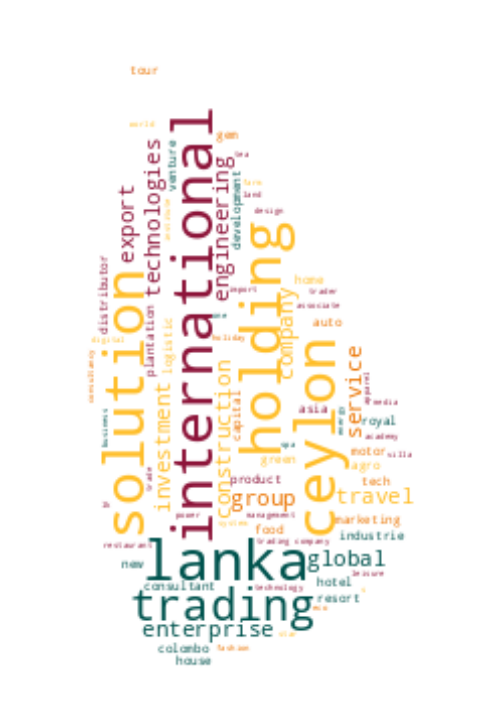 tour
world
gem
international
tea
technologies
venture
engineering
development
farm
land
export
design
holding
distributor
solution
plantation
import
home
trader
associate
company
logistic
digital
holiday
auto
consultancy
ceylon
service
investment
construction
capital
apparel
media
asia
royal
energy
business
academy
spa
green
motor
villa
agro
trade
product
tech
group
travel
power
management
marketing
system
food
industrie
restaurant
trading company
lanka
global
new
leisure
consultant
technology
hotel
trading
resort
eco
enterprise
star
colombo
fashion
house